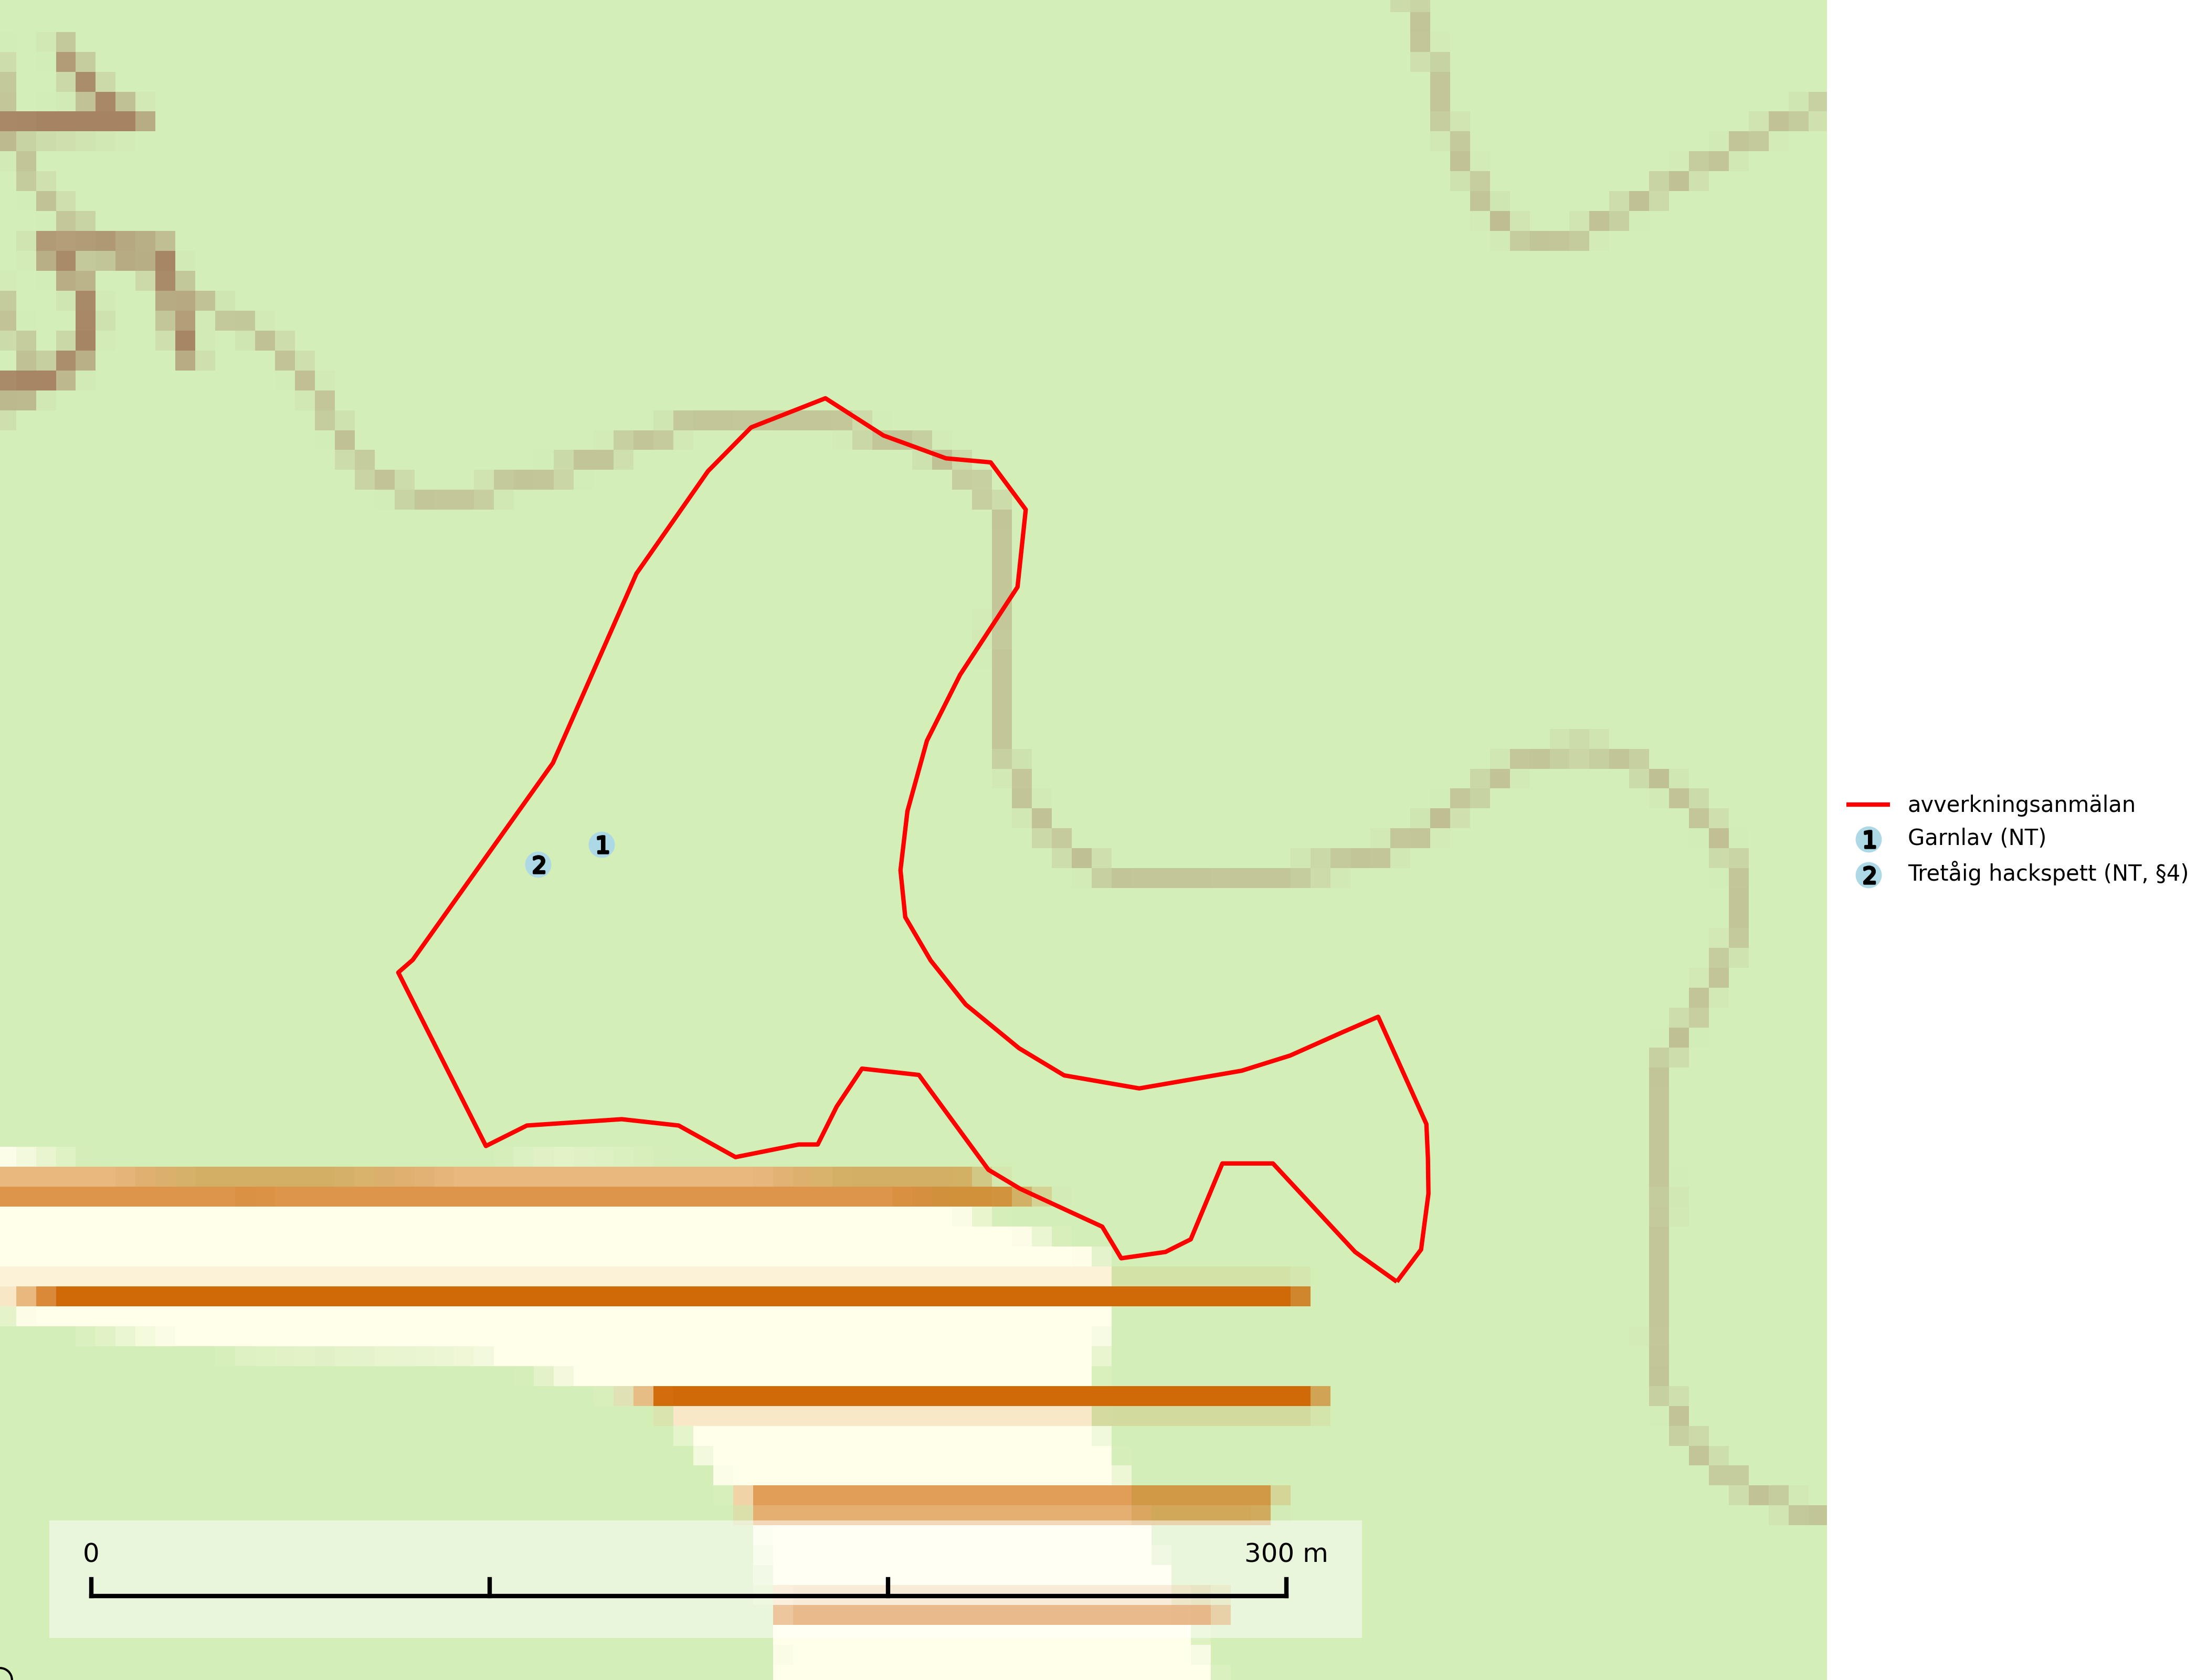 2 1
avverkningsanmälan
1 Garnlav (NT)
2 Tretåig hackspett (NT, §4)
0 300 m